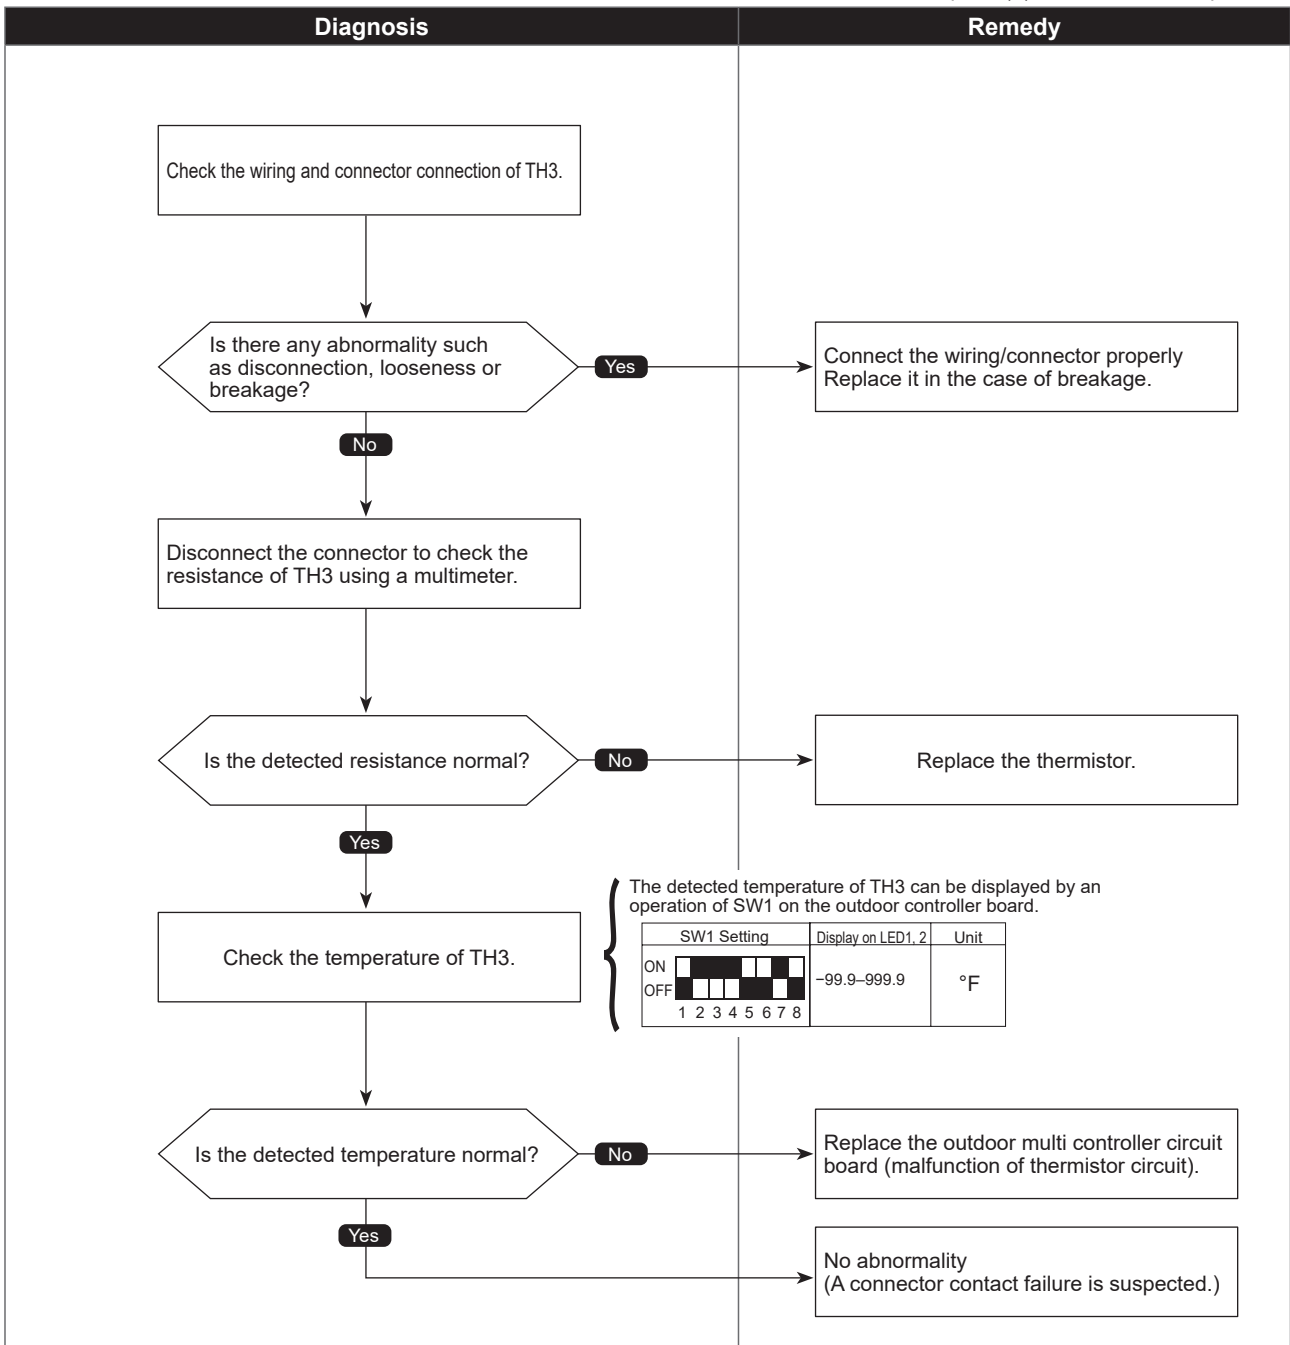 Diagnosis
Remedy
Check the wiring and connector connection of TH3.
Is there any abnormality such
as disconnection, looseness or
breakage?
Yes
Connect the wiring/connector properly
Replace it in the case of breakage.
No
Disconnect the connector to check the
resistance of TH3 using a multimeter.
Is the detected resistance normal?
No
Replace the thermistor.
Yes
The detected temperature of TH3 can be displayed by an
operation of SW1 on the outdoor controller board.
Check the temperature of TH3.
SW1 Setting
Display on LED1, 2
Unit
ON
OFF
1 2 3 4 5 6 7 8
−99.9–999.9
°F
Is the detected temperature normal?
No
Replace the outdoor multi controller circuit
board (malfunction of thermistor circuit).
Yes
No abnormality
(A connector contact failure is suspected.)